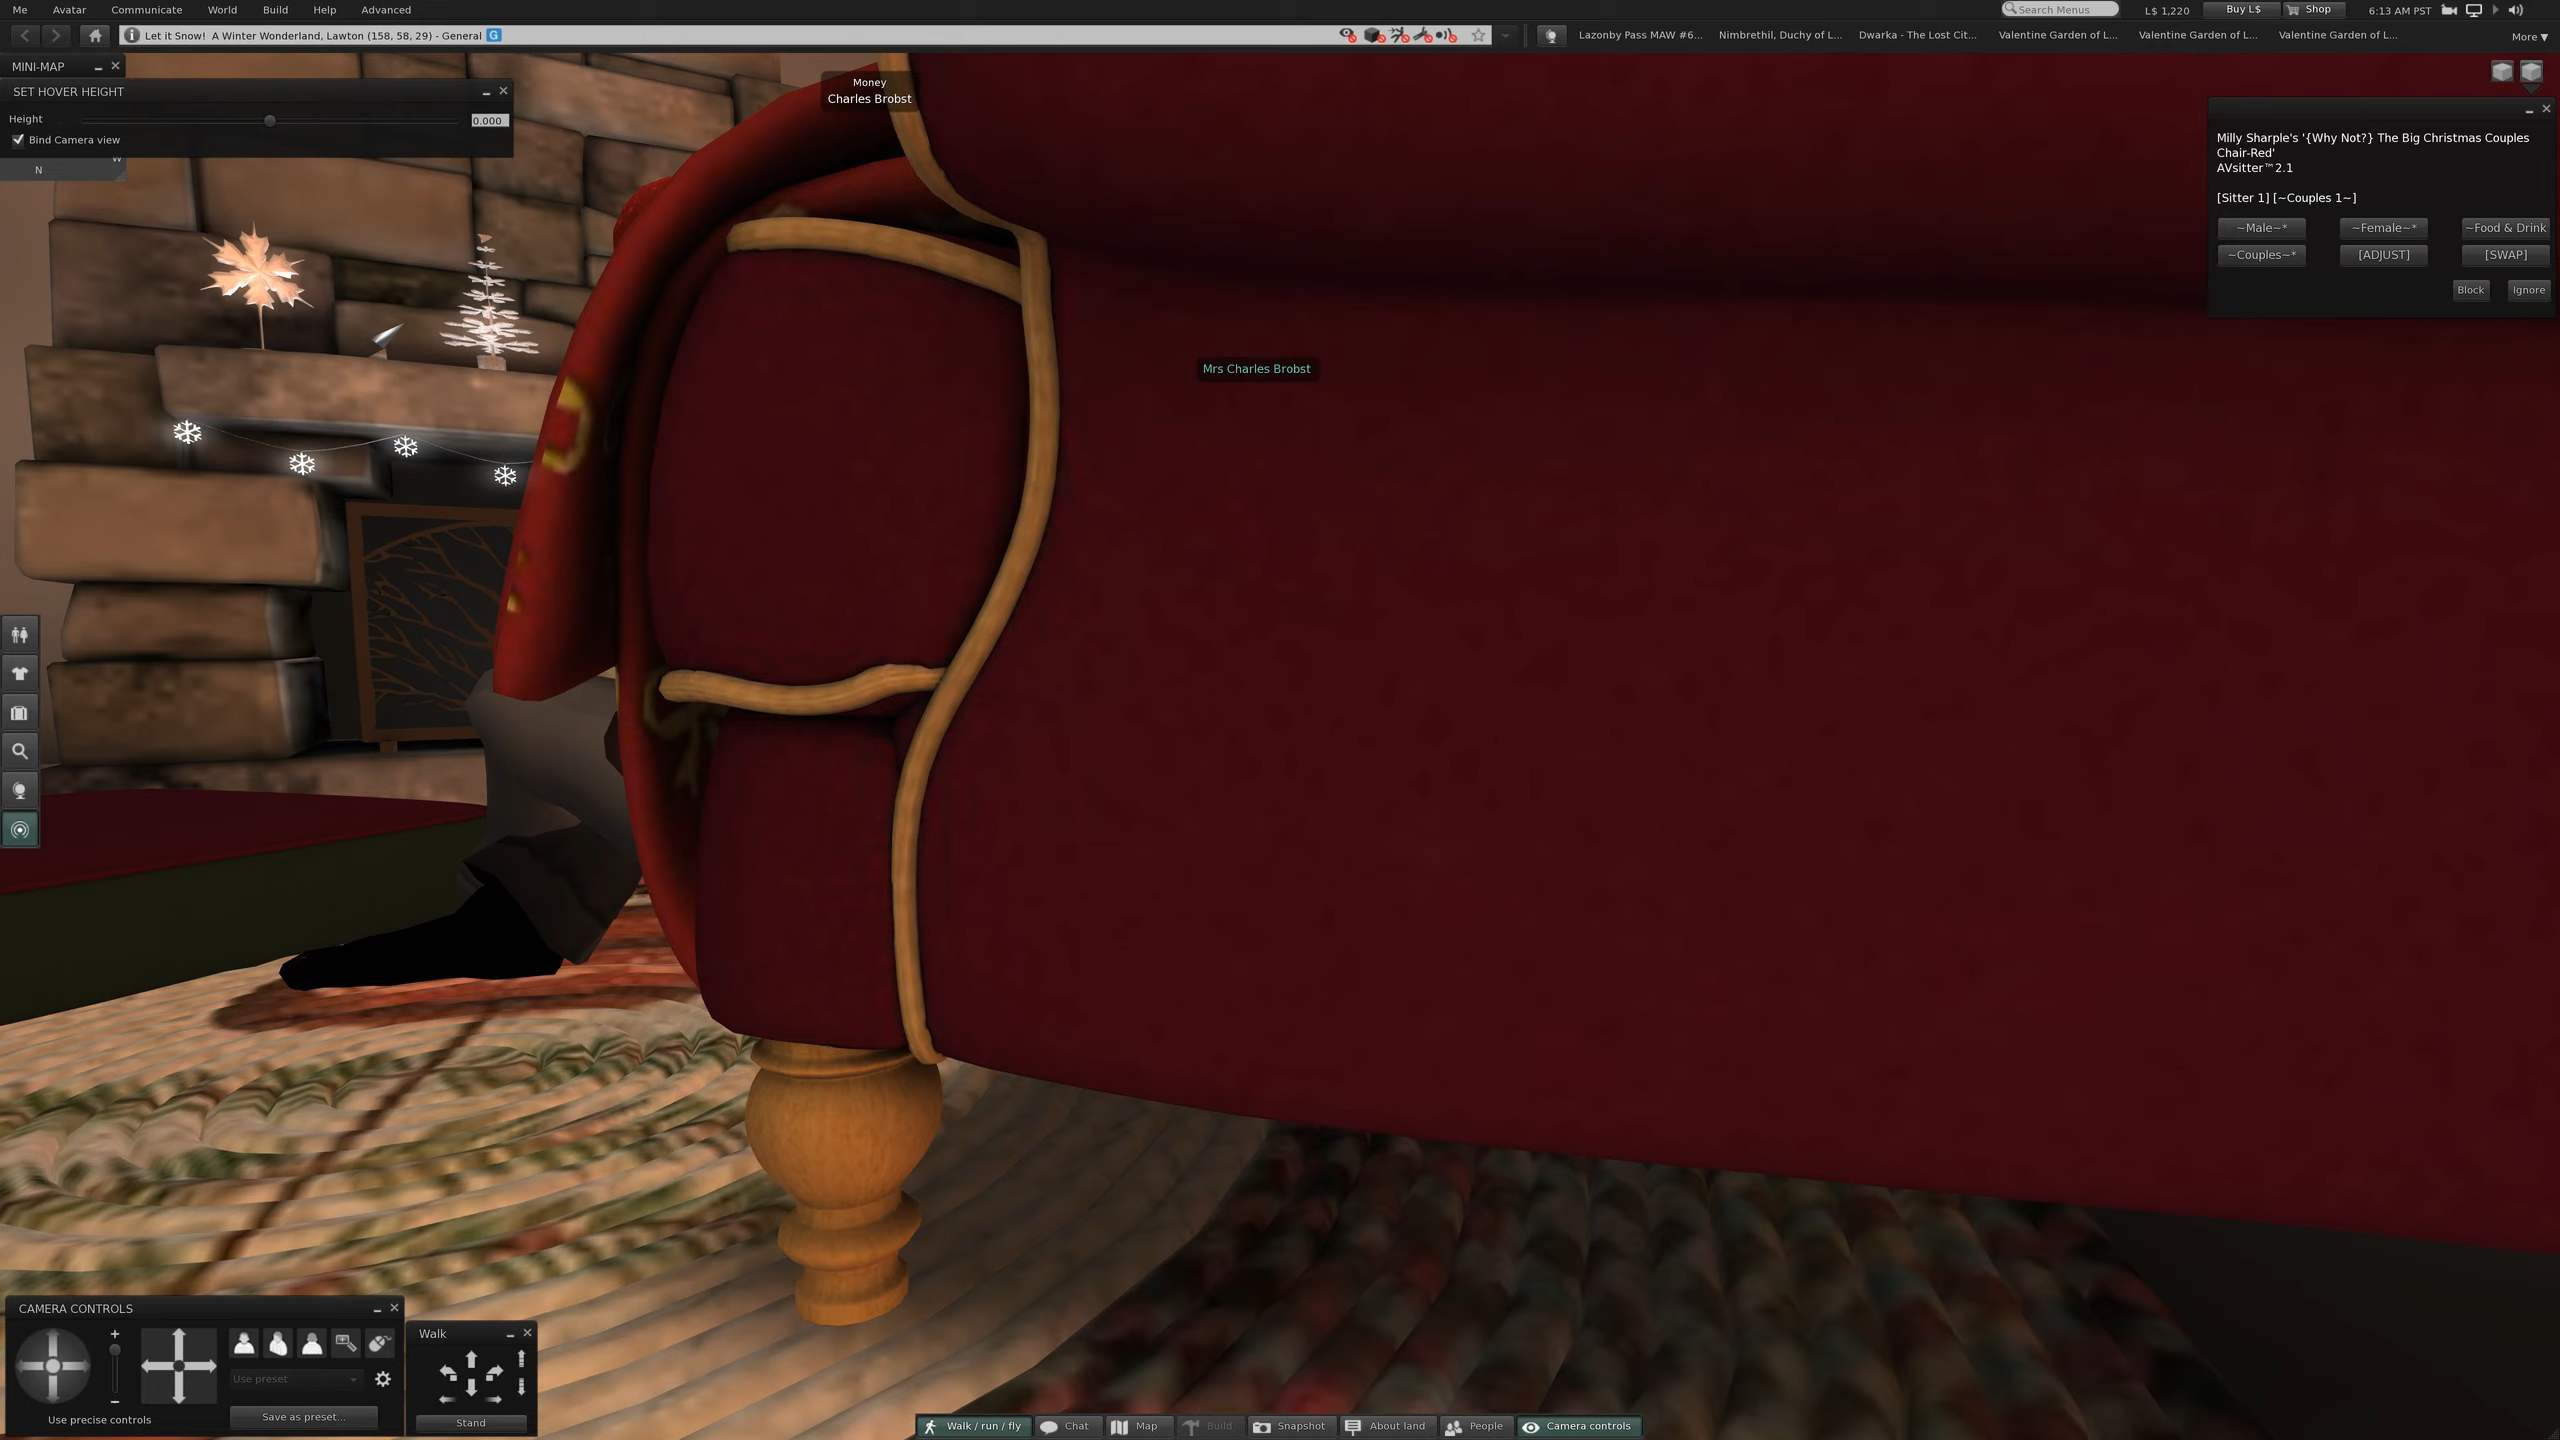 Me Avatar Communicate World Build Help Advanced
Search Menus
L$ 1,220
Buy L$
Shop
6:13 AM PST
Let it Snow! A Winter Wonderland, Lawton (158, 58, 29) - General G
Lazonby Pass MAW #6...
Nimbrethil, Duchy of L...
Dwarka - The Lost Cit...
Valentine Garden of L...
Valentine Garden of L...
Valentine Garden of L...
More ▼
MINI-MAP
SET HOVER HEIGHT
Height
0.000
Bind Camera view
W
N
Money
Charles Brobst
Mrs Charles Brobst
Milly Sharple's '{Why Not?} The Big Christmas Couples
Chair-Red'
AVsitter™2.1
[Sitter 1] [~Couples 1~]
~Male~*
~Female~*
~Food & Drink
~Couples~*
[ADJUST]
[SWAP]
Block
Ignore
CAMERA CONTROLS
Use preset
Use precise controls
Save as preset...
Walk
Stand
Walk / run / fly
Chat
Map
Build
Snapshot
About land
People
Camera controls